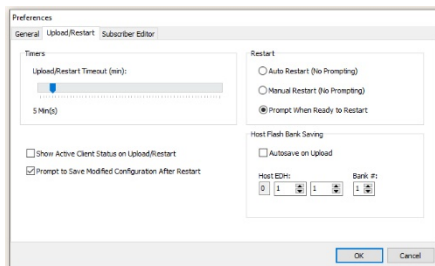 Preferences
General Upload/Restart Subscriber Editor
Timers
Upload/Restart Timeout (min):
5 Min(s)
Show Active Client Status on Upload/Restart
Prompt to Save Modified Configuration After Restart
Restart
Auto Restart (No Prompting)
Manual Restart (No Prompting)
Prompt When Ready to Restart
Host Flash Bank Saving
Autosave on Upload
Host EDH: Bank #:
0 1 1 1
OK Cancel